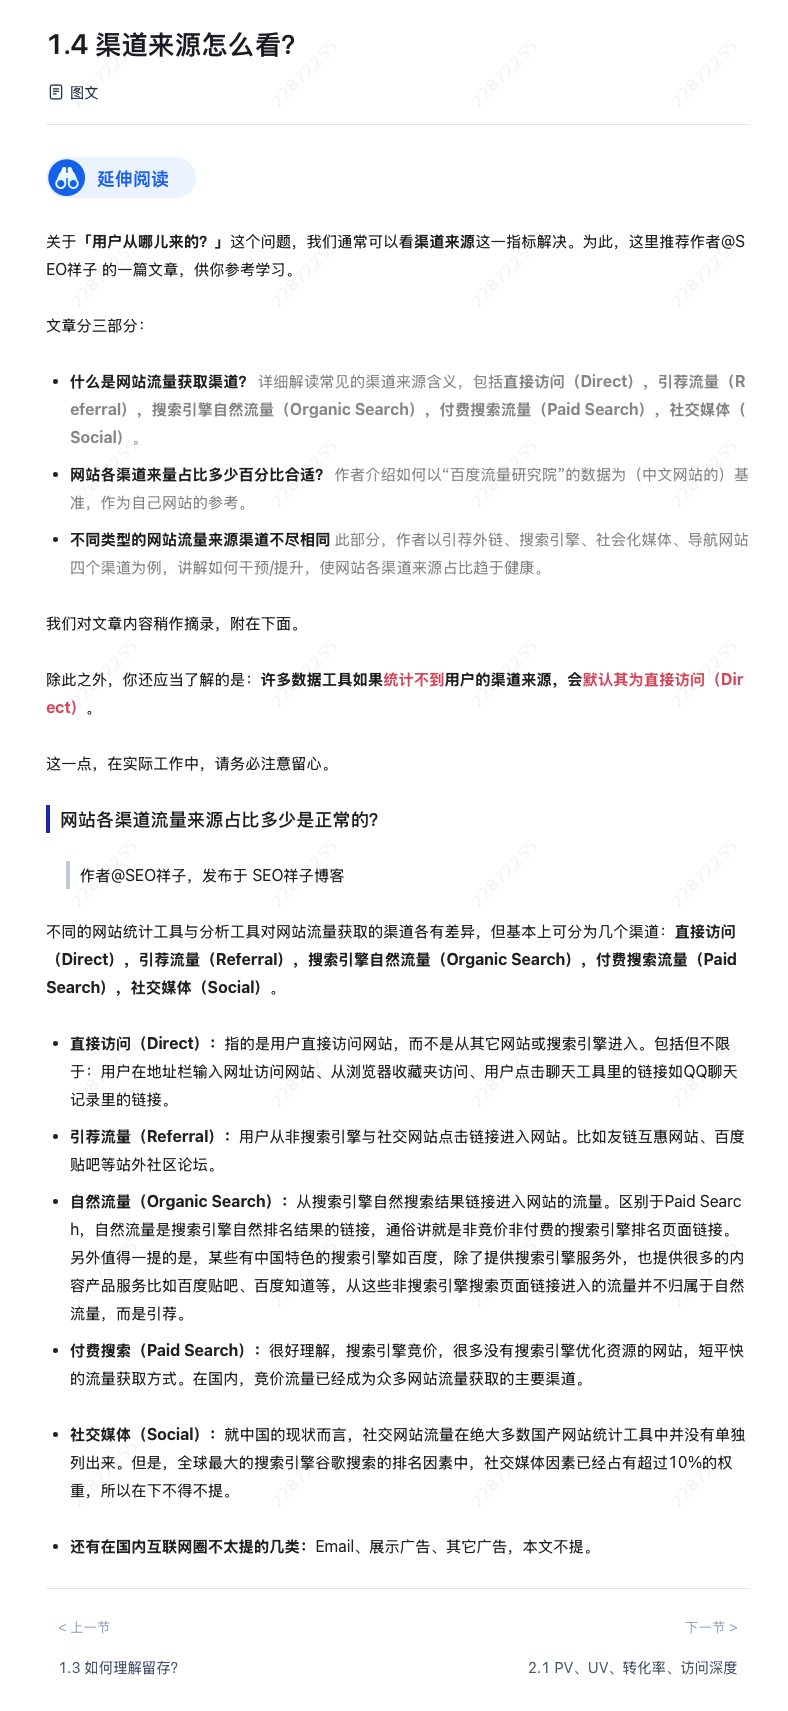 1.4 渠道来源怎么看？
图文
延伸阅读
关于「用户从哪儿来的？」这个问题，我们通常可以看渠道来源这一指标解决。为此，这里推荐作者@S
EO祥子 的一篇文章，供你参考学习。
文章分三部分：
• 什么是网站流量获取渠道？ 详细解读常见的渠道来源含义，包括直接访问（Direct），引荐流量（R
eferral），搜索引擎自然流量（Organic Search），付费搜索流量（Paid Search），社交媒体（
Social）。
• 网站各渠道来量占比多少百分比合适？ 作者介绍如何以“百度流量研究院”的数据为（中文网站的）基
准，作为自己网站的参考。
• 不同类型的网站流量来源渠道不尽相同 此部分，作者以引荐外链、搜索引擎、社会化媒体、导航网站
四个渠道为例，讲解如何干预/提升，使网站各渠道来源占比趋于健康。
我们对文章内容稍作摘录，附在下面。
除此之外，你还应当了解的是：许多数据工具如果统计不到用户的渠道来源，会默认其为直接访问（Dir
ect）。
这一点，在实际工作中，请务必注意留心。
网站各渠道流量来源占比多少是正常的？
作者@SEO祥子，发布于 SEO祥子博客
不同的网站统计工具与分析工具对网站流量获取的渠道各有差异，但基本上可分为几个渠道：直接访问
（Direct），引荐流量（Referral），搜索引擎自然流量（Organic Search），付费搜索流量（Paid
Search），社交媒体（Social）。
• 直接访问（Direct）：指的是用户直接访问网站，而不是从其它网站或搜索引擎进入。包括但不限
于：用户在地址栏输入网址访问网站、从浏览器收藏夹访问、用户点击聊天工具里的链接如QQ聊天
记录里的链接。
• 引荐流量（Referral）：用户从非搜索引擎与社交网站点击链接进入网站。比如友链互惠网站、百度
贴吧等站外社区论坛。
• 自然流量（Organic Search）：从搜索引擎自然搜索结果链接进入网站的流量。区别于Paid Searc
h，自然流量是搜索引擎自然排名结果的链接，通俗讲就是非竞价非付费的搜索引擎排名页面链接。
另外值得一提的是，某些有中国特色的搜索引擎如百度，除了提供搜索引擎服务外，也提供很多的内
容产品服务比如百度贴吧、百度知道等，从这些非搜索引擎搜索页面链接进入的流量并不归属于自然
流量，而是引荐。
• 付费搜索（Paid Search）：很好理解，搜索引擎竞价，很多没有搜索引擎优化资源的网站，短平快
的流量获取方式。在国内，竞价流量已经成为众多网站流量获取的主要渠道。
• 社交媒体（Social）：就中国的现状而言，社交网站流量在绝大多数国产网站统计工具中并没有单独
列出来。但是，全球最大的搜索引擎谷歌搜索的排名因素中，社交媒体因素已经占有超过10%的权
重，所以在下不得不提。
• 还有在国内互联网圈不太提的几类：Email、展示广告、其它广告，本文不提。
< 上一节
下一节 >
1.3 如何理解留存？
2.1 PV、UV、转化率、访问深度
22872255